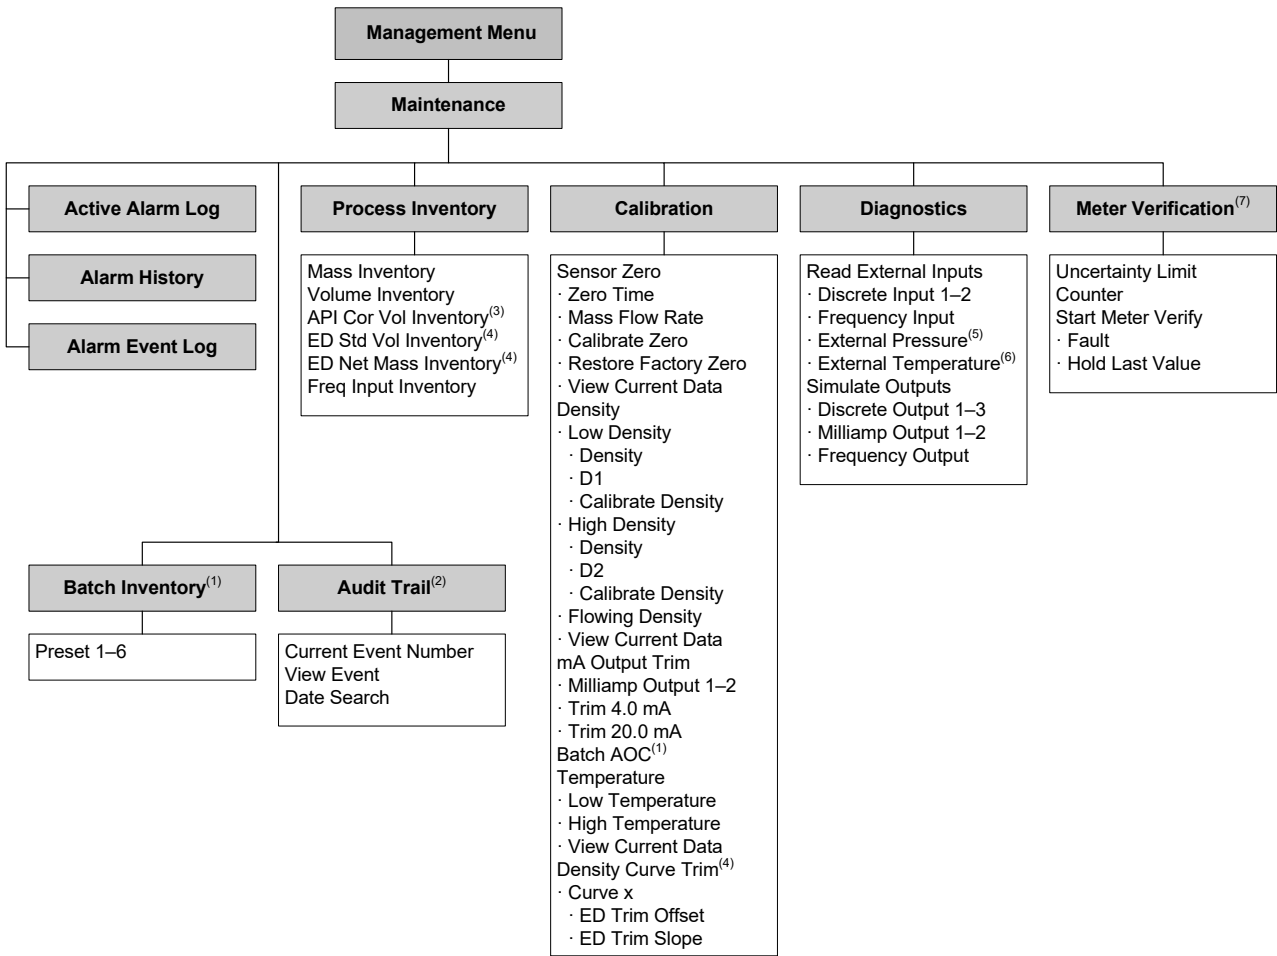 Management Menu
Maintenance
Active Alarm Log
Alarm History
Alarm Event Log
Process Inventory
Mass Inventory
Volume Inventory
API Cor Vol Inventory(3)
ED Std Vol Inventory(4)
ED Net Mass Inventory(4)
Freq Input Inventory
Calibration
Sensor Zero
· Zero Time
· Mass Flow Rate
· Calibrate Zero
· Restore Factory Zero
· View Current Data
Density
· Low Density
· Density
· D1
· Calibrate Density
· High Density
· Density
· D2
· Calibrate Density
· Flowing Density
· View Current Data
mA Output Trim
· Milliamp Output 1–2
· Trim 4.0 mA
· Trim 20.0 mA
Batch AOC(1)
Temperature
· Low Temperature
· High Temperature
· View Current Data
Density Curve Trim(4)
· Curve x
· ED Trim Offset
· ED Trim Slope
Diagnostics
Read External Inputs
· Discrete Input 1–2
· Frequency Input
· External Pressure(5)
· External Temperature(6)
Simulate Outputs
· Discrete Output 1–3
· Milliamp Output 1–2
· Frequency Output
Meter Verification(7)
Uncertainty Limit
Counter
Start Meter Verify
· Fault
· Hold Last Value
Batch Inventory(1)
Preset 1–6
Audit Trail(2)
Current Event Number
View Event
Date Search